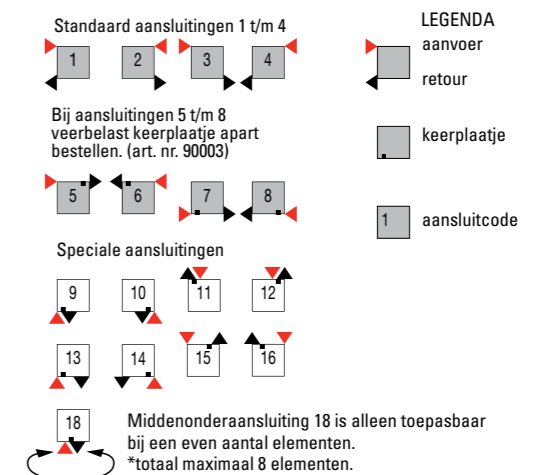 Standaard aansluitingen 1 t/m 4
1 2 3 4
Bij aansluitingen 5 t/m 8
veerbelast keerplaatje apart
bestellen. (art. nr. 90003)
5 6 7 8
Speciale aansluitingen
9 10 11 12
13 14 15 16
18
Middenonderaansluiting 18 is alleen toepasbaar
bij een even aantal elementen.
*totaal maximaal 8 elementen.
LEGENDA
aanvoer
retour
keerplaatje
1 aansluitcode